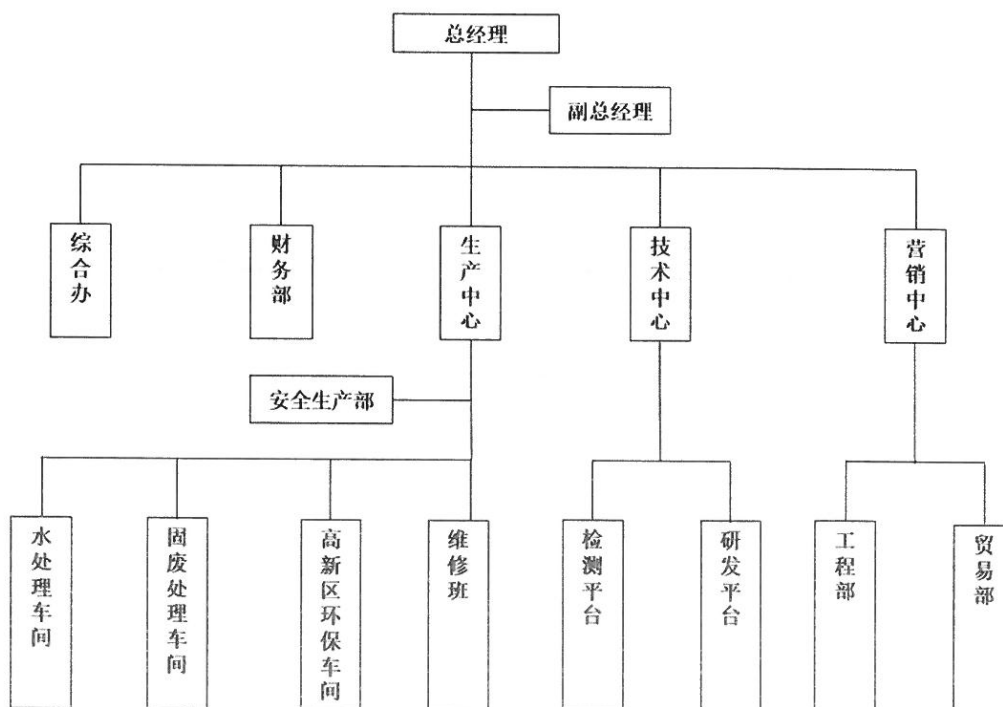 总经理
副总经理
综合办
财务部
生产中心
技术中心
营销中心
安全生产部
水处理车间
固废处理车间
高新区环保车间
维修班
检测平台
研发平台
工程部
贸易部